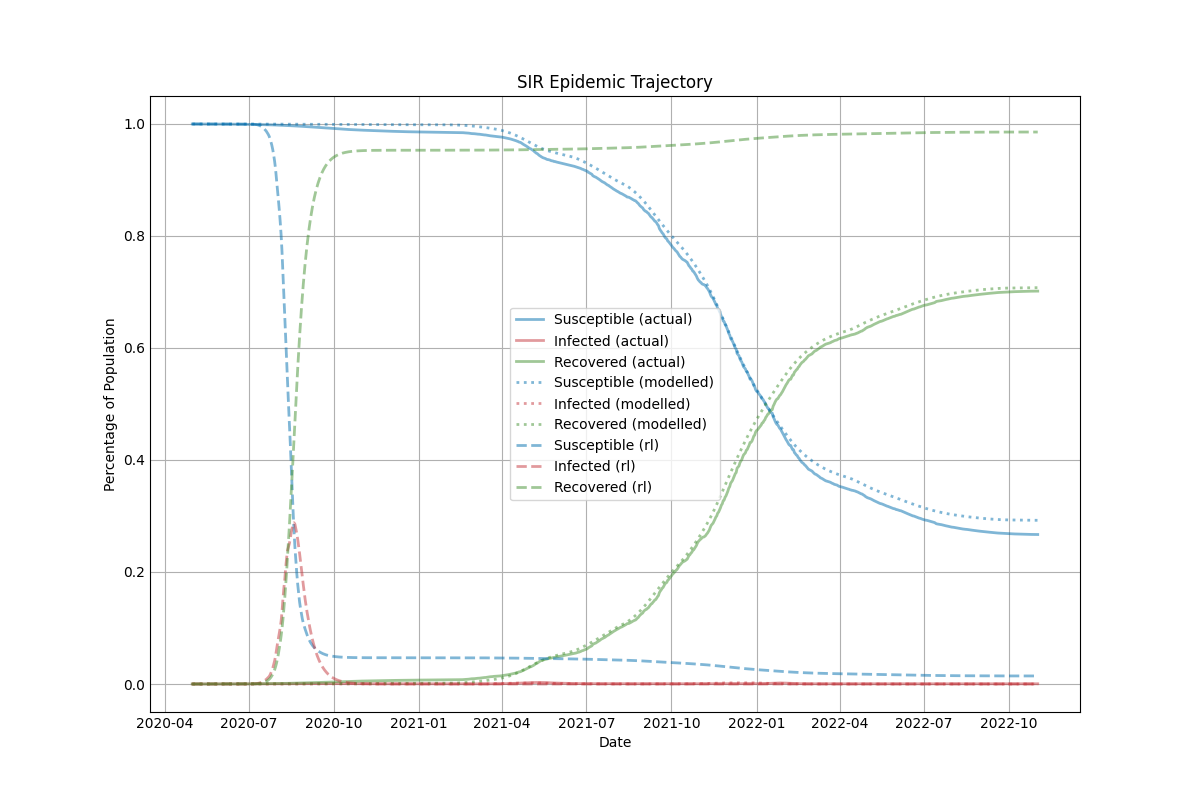 SIR Epidemic Trajectory
Percentage of Population
1.0
0.8
0.6
0.4
0.2
0.0
Susceptible (actual)
Infected (actual)
Recovered (actual)
Susceptible (modelled)
Infected (modelled)
Recovered (modelled)
Susceptible (rl)
Infected (rl)
Recovered (rl)
2020-04 2020-07 2020-10 2021-01 2021-04 2021-07 2021-10 2022-01 2022-04 2022-07 2022-10
Date